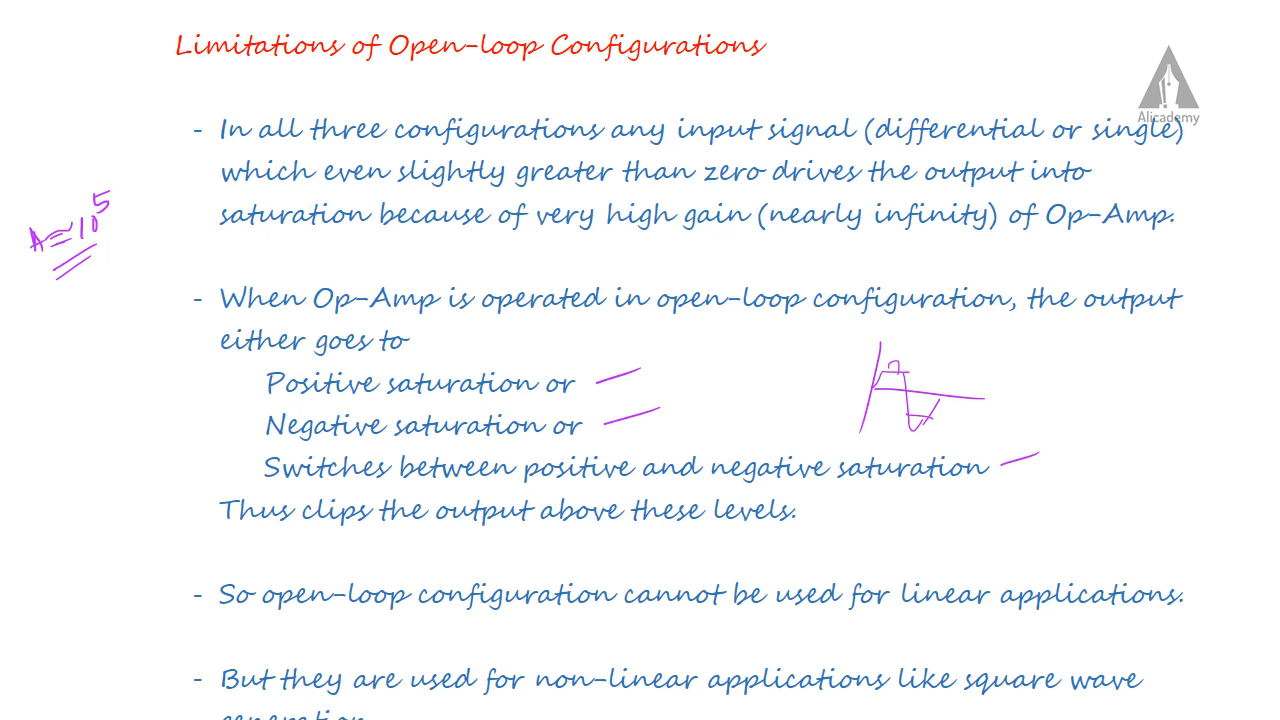 Limitations of Open-loop Configurations
Alicademy
- In all three configurations any input signal (differential or single)
which even slightly greater than zero drives the output into
saturation because of very high gain (nearly infinity) of Op-Amp.
A = ~10^5
- When Op-Amp is operated in open-loop configuration, the output
either goes to
Positive saturation or
Negative saturation or
Switches between positive and negative saturation
Thus clips the output above these levels.
- So open-loop configuration cannot be used for linear applications.
- But they are used for non-linear applications like square wave
generation